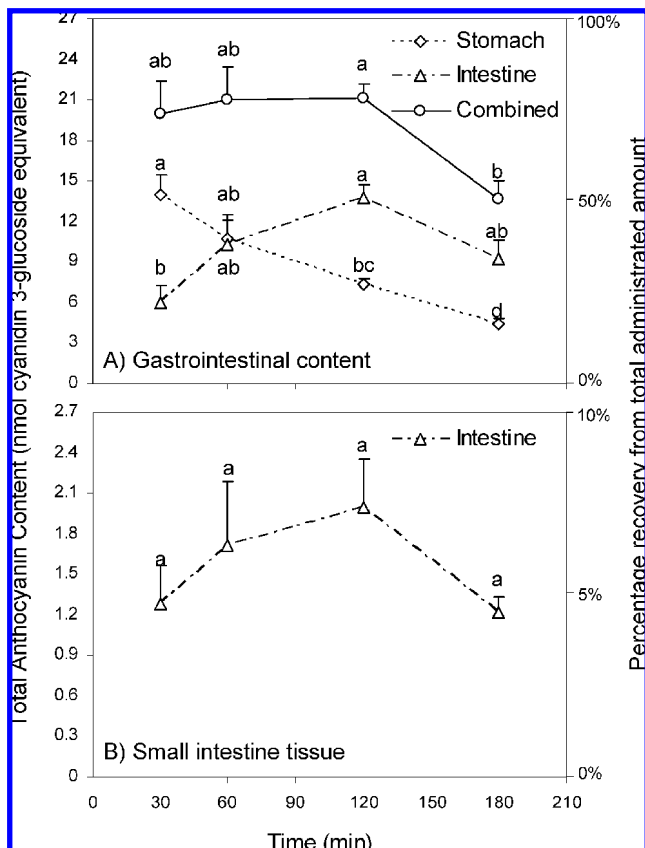 Total Anthocyanin Content (nmol cyanidin 3-glucoside equivalent)
Percentage recovery from total administrated amount
27
24
21
18
15
12
9
6
3
0
100%
50%
0%
Stomach
Intestine
Combined
ab
ab
a
b
a
ab
a
ab
b
ab
bc
d
A) Gastrointestinal content
2.7
2.4
2.1
1.8
1.5
1.2
0.9
0.6
0.3
0
10%
5%
0%
Intestine
a
a
a
a
B) Small intestine tissue
0 30 60 90 120 150 180 210
Time (min)